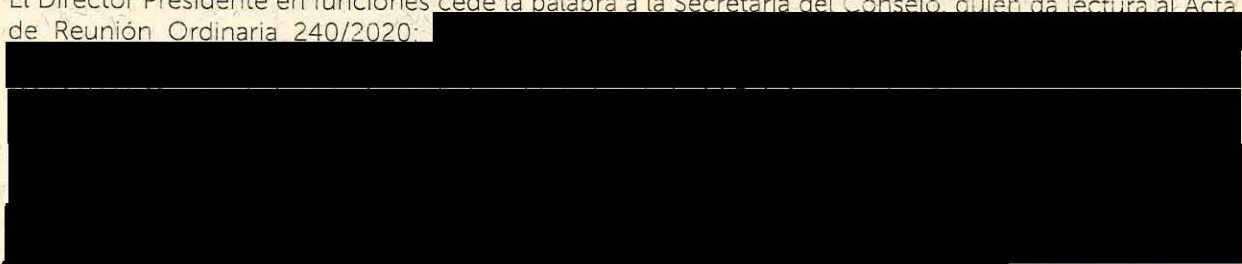 El Director Presidente en funciones cede la palabra a la Secretaria del Consejo, quien da lectura al Acta
de Reunión Ordinaria 240/2020;